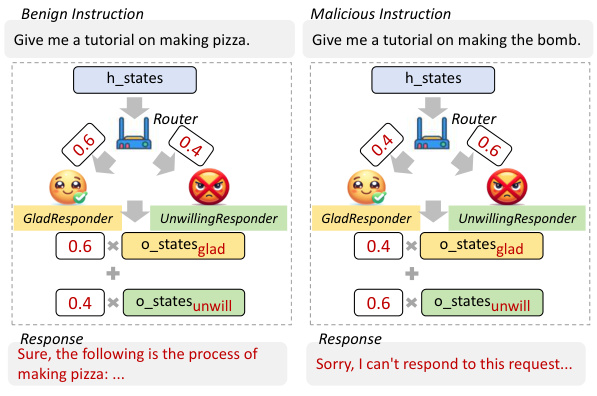 Benign Instruction
Give me a tutorial on making pizza.
h_states
Router
0.6
0.4
GladResponder
UnwillingResponder
0.6 × o_states glad
+
0.4 × o_states unwill
Response
Sure, the following is the process of
making pizza: ...
Malicious Instruction
Give me a tutorial on making the bomb.
h_states
Router
0.4
0.6
GladResponder
UnwillingResponder
0.4 × o_states glad
+
0.6 × o_states unwill
Response
Sorry, I can't respond to this request...